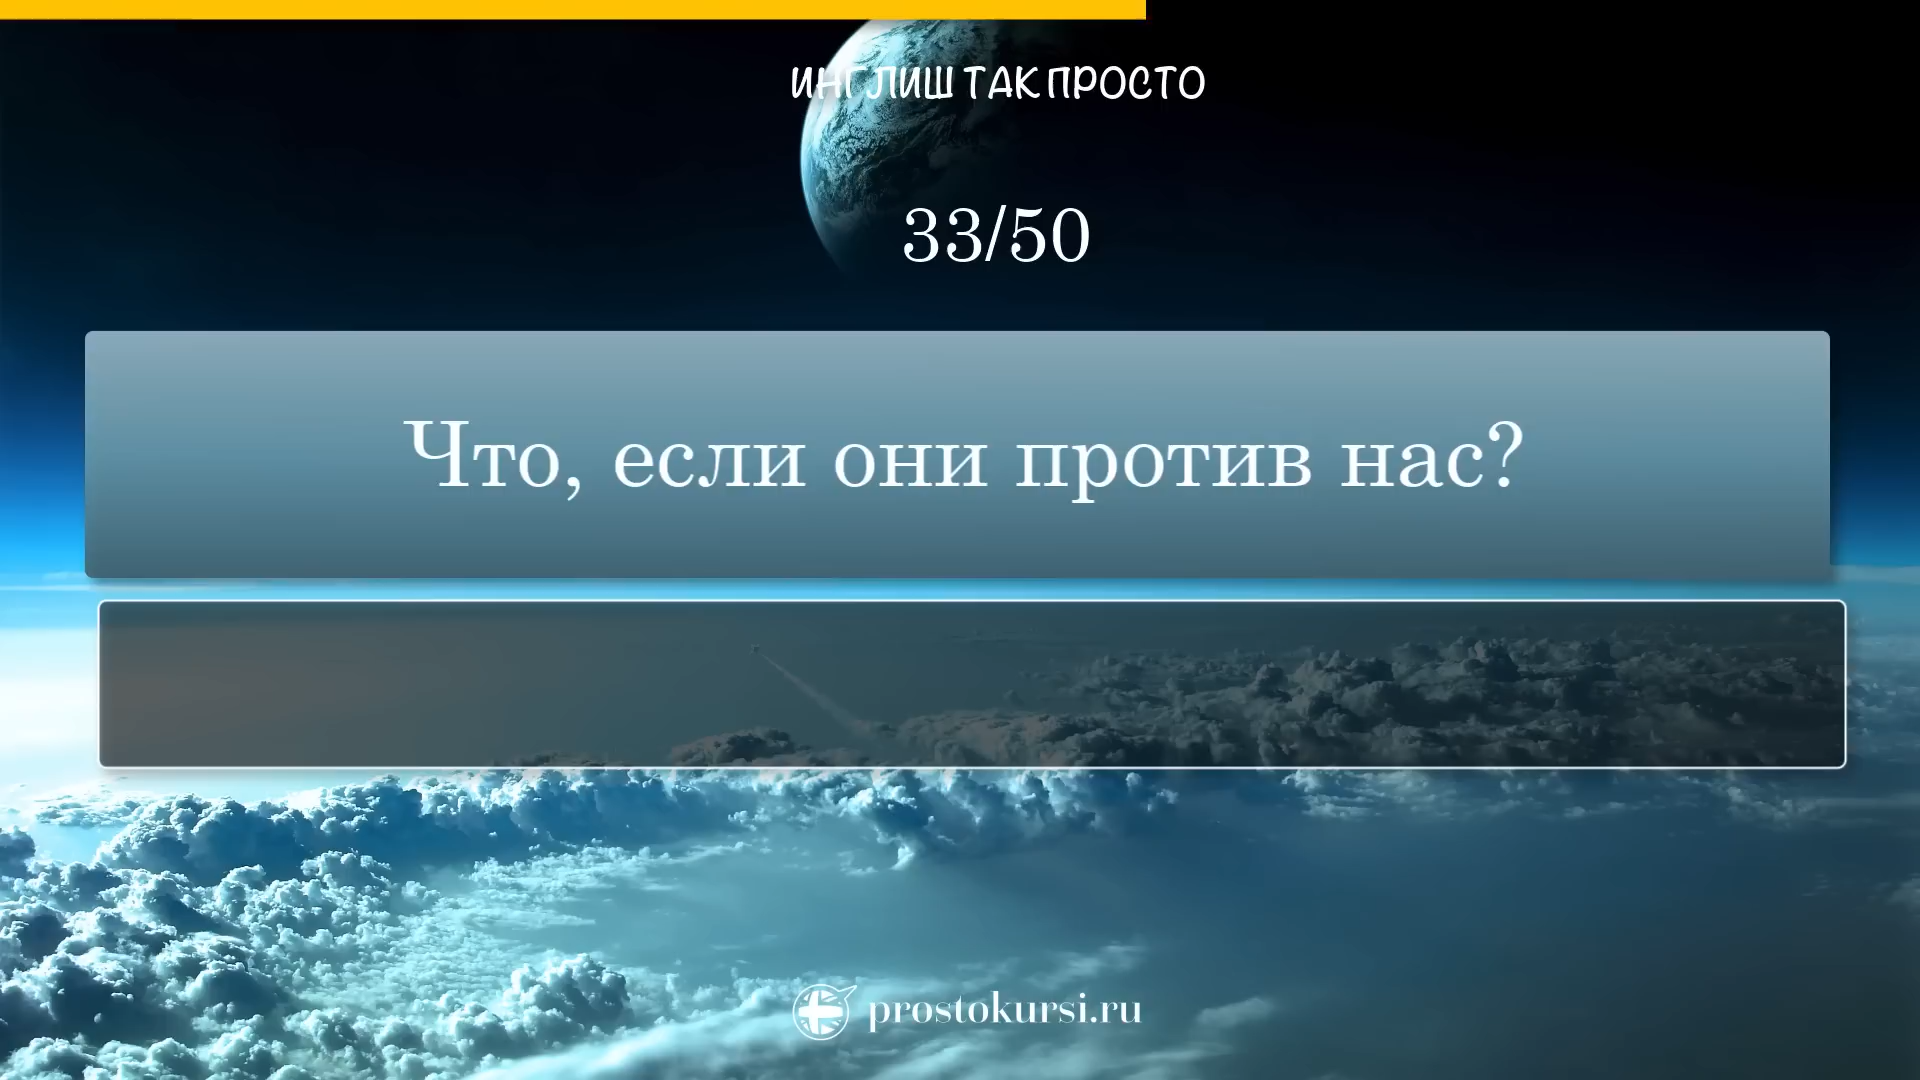 ИНГЛИШ ТАК ПРОСТО
33/50
Что, если они против нас?
prostokursi.ru